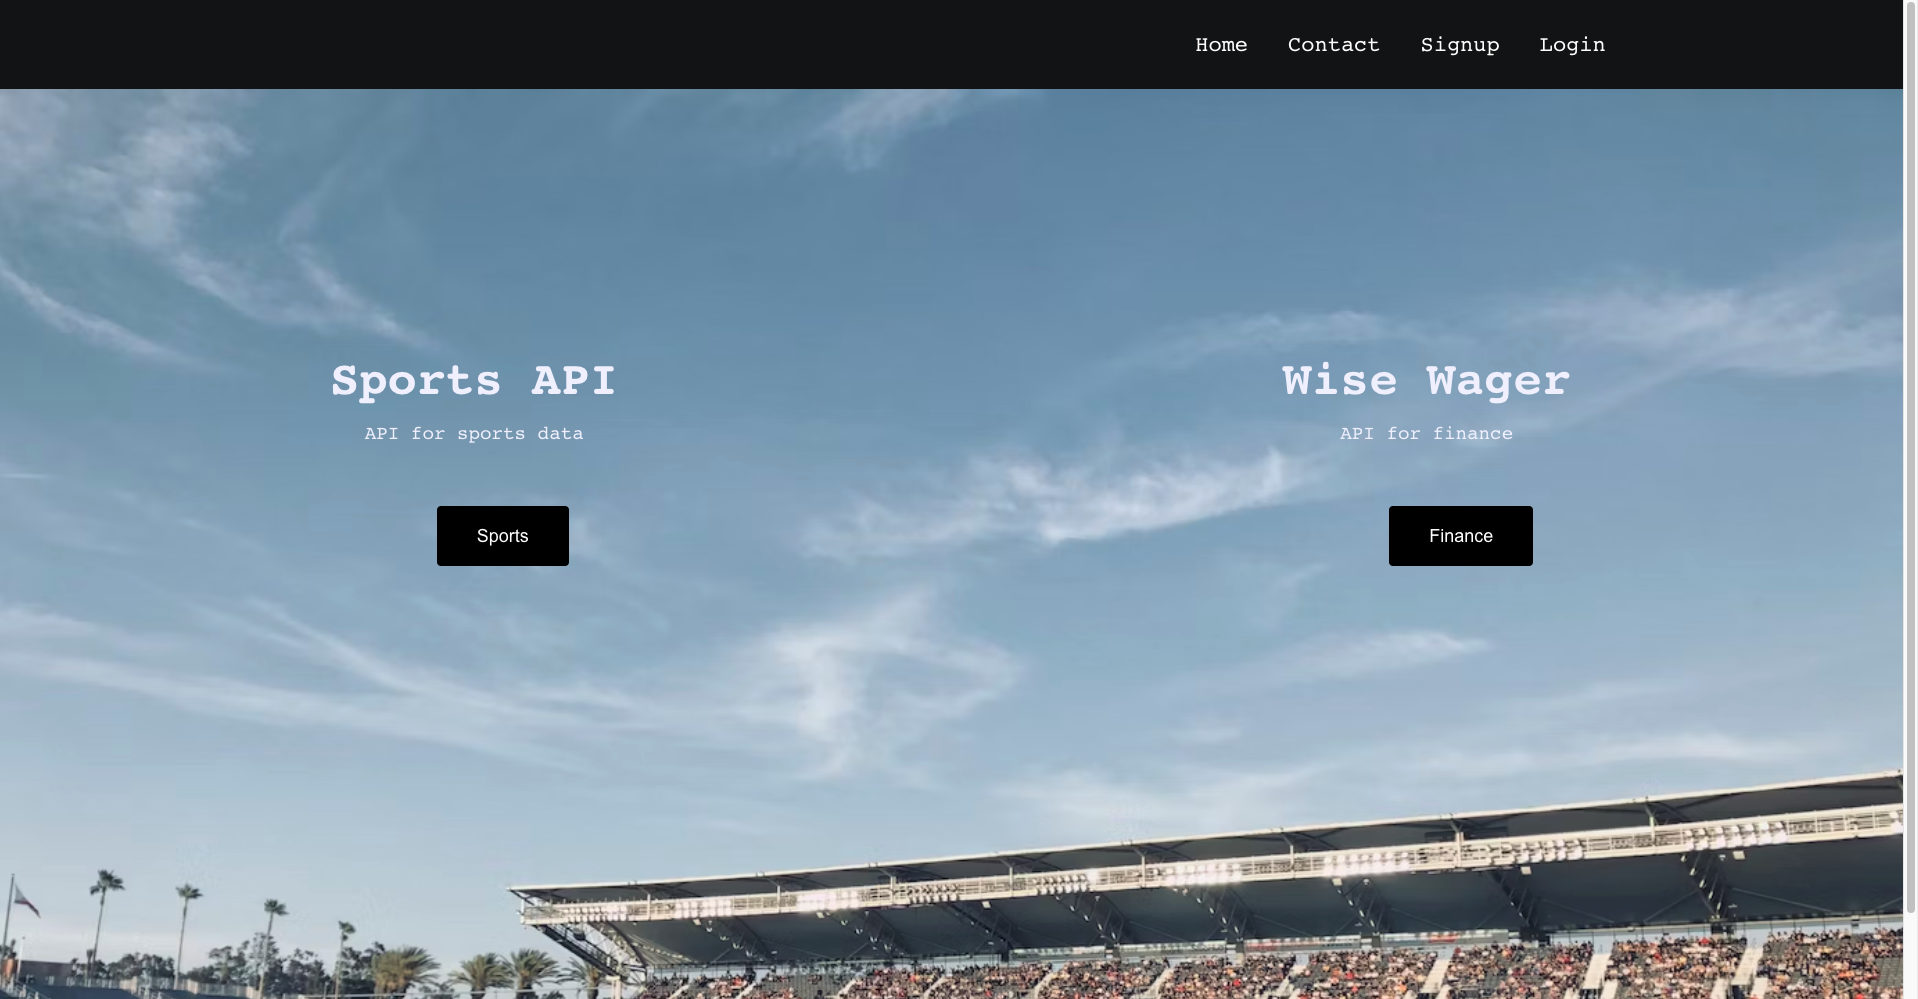 Home Contact Signup Login
Sports API
API for sports data
Sports
Wise Wager
API for finance
Finance